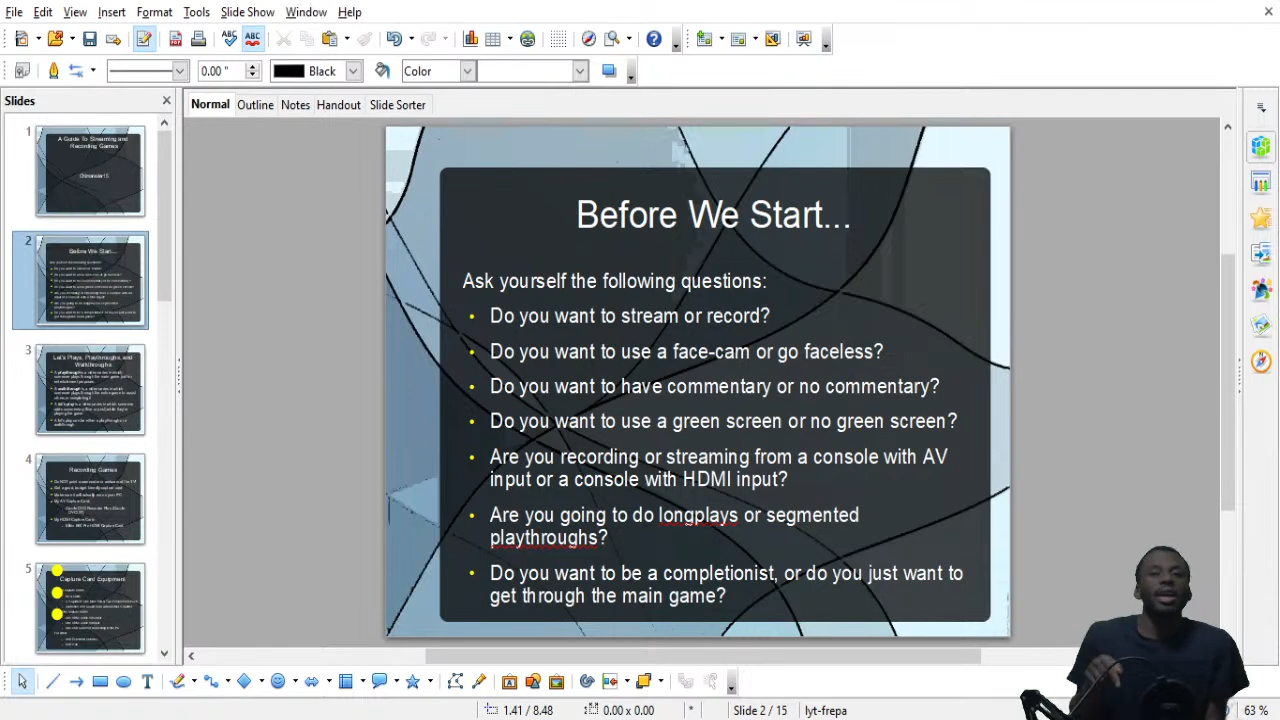 File Edit View Insert Format Tools Slide Show Window Help
0.00 " Black Color
Slides
Normal Outline Notes Handout Slide Sorter
1
A Guide To Streaming and
Recording Games
2
Before We Start...
3
Let's Plays, Playthroughs, and
Walkthroughs
4
Recording Games
5
Capture Card Equipment
Before We Start...
Ask yourself the following questions:
Do you want to stream or record?
Do you want to use a face-cam or go faceless?
Do you want to have commentary or no commentary?
Do you want to use a green screen or no green screen?
Are you recording or streaming from a console with AV
input or a console with HDMI input?
Are you going to do longplays or segmented
playthroughs?
Do you want to be a completionist, or do you just want to
run through the main game?
1.41 / 8.48 0.00 x 0.00 * Slide 2 / 15 lyt-frepa 63 %